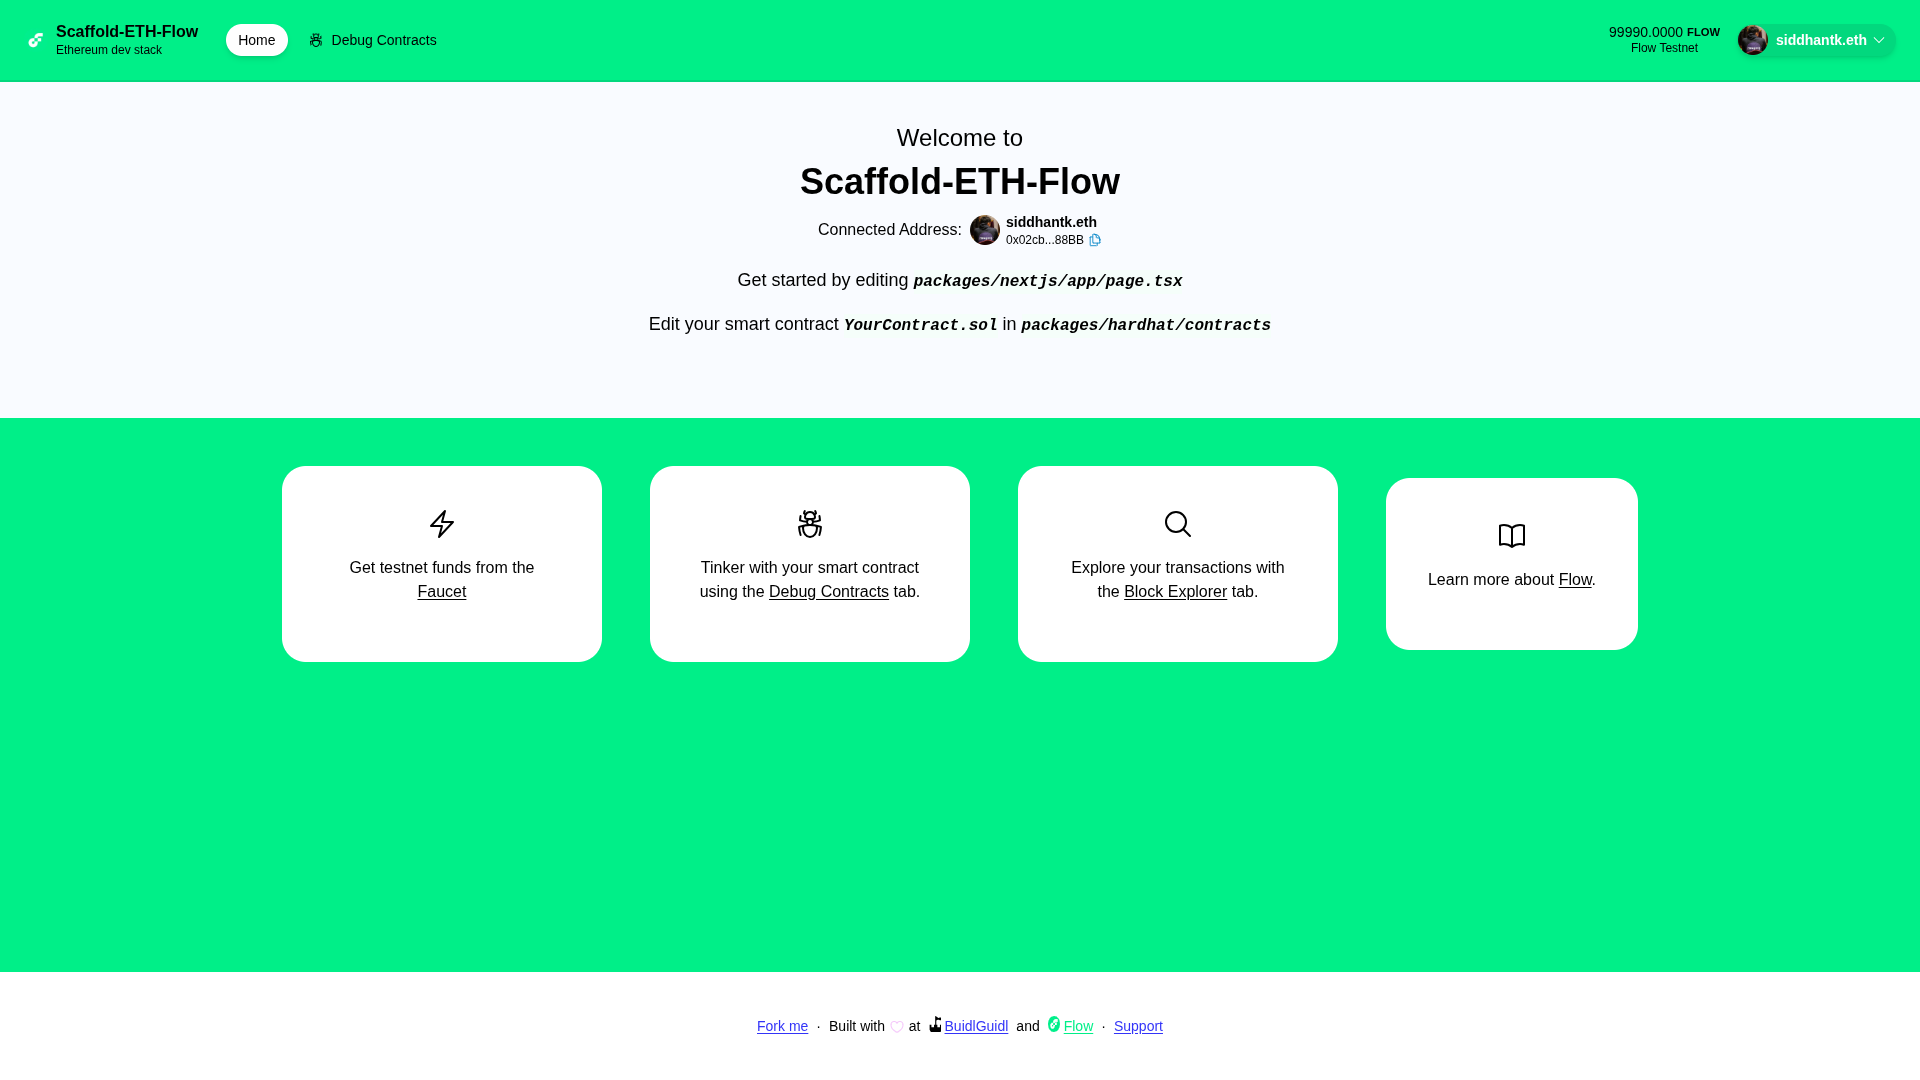 Scaffold-ETH-Flow
Ethereum dev stack
Home
Debug Contracts
99990.0000 FLOW
Flow Testnet
siddhantk.eth
Welcome to
Scaffold-ETH-Flow
Connected Address:
siddhantk.eth
0x02cb...88BB
Get started by editing packages/nextjs/app/page.tsx
Edit your smart contract YourContract.sol in packages/hardhat/contracts
Get testnet funds from the
Faucet
Tinker with your smart contract
using the Debug Contracts tab.
Explore your transactions with
the Block Explorer tab.
Learn more about Flow.
Fork me · Built with at BuidlGuidl and Flow · Support